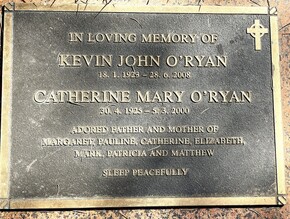 IN LOVING MEMORY OF
KEVIN JOHN O'RYAN
18. 1. 1923 – 28. 6. 2008
CATHERINE MARY O'RYAN
30. 4. 1925 – 5. 3. 2000
ADORED FATHER AND MOTHER OF
MARGARET, PAULINE, CATHERINE, ELIZABETH,
MARK, PATRICIA AND MATTHEW
SLEEP PEACEFULLY